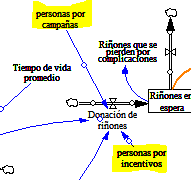 personas por
campañas
Riñones que se
pierden por
complicaciones
Tiempo de vida
promedio
Riñones en
espera
Donación de
riñones
personas por
incentivos